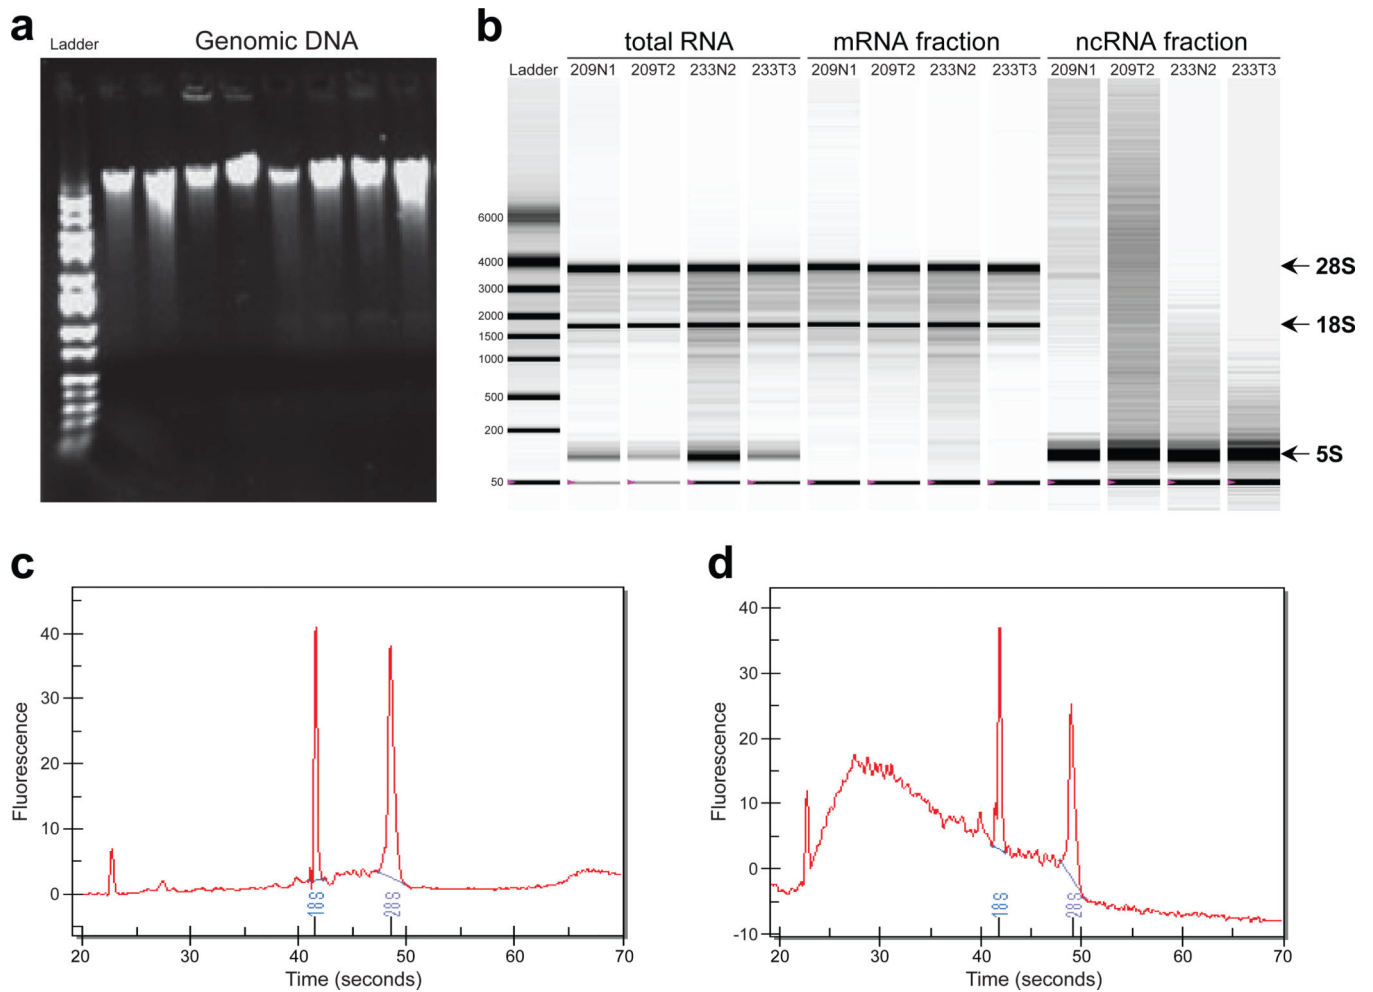 a
Ladder
Genomic DNA
b
total RNA
mRNA fraction
ncRNA fraction
Ladder
209N1
209T2
233N2
233T3
209N1
209T2
233N2
233T3
209N1
209T2
233N2
233T3
6000
4000
3000
2000
1500
1000
500
200
50
28S
18S
5S
c
Fluorescence
40
30
20
10
0
18S
28S
20
30
40
50
60
70
Time (seconds)
d
Fluorescence
40
30
20
10
0
-10
18S
28S
20
30
40
50
60
70
Time (seconds)